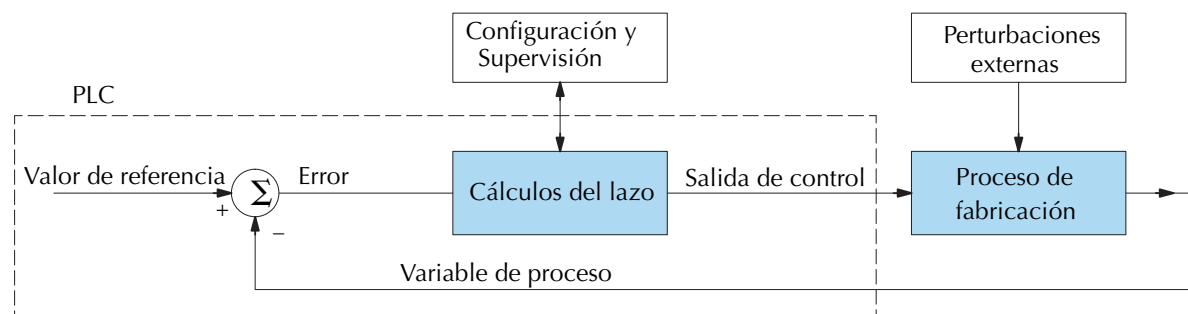 Configuración y
Supervisión
Perturbaciones
externas
PLC
Valor de referencia
+
Σ
−
Error
Cálculos del lazo
Salida de control
Proceso de
fabricación
Variable de proceso